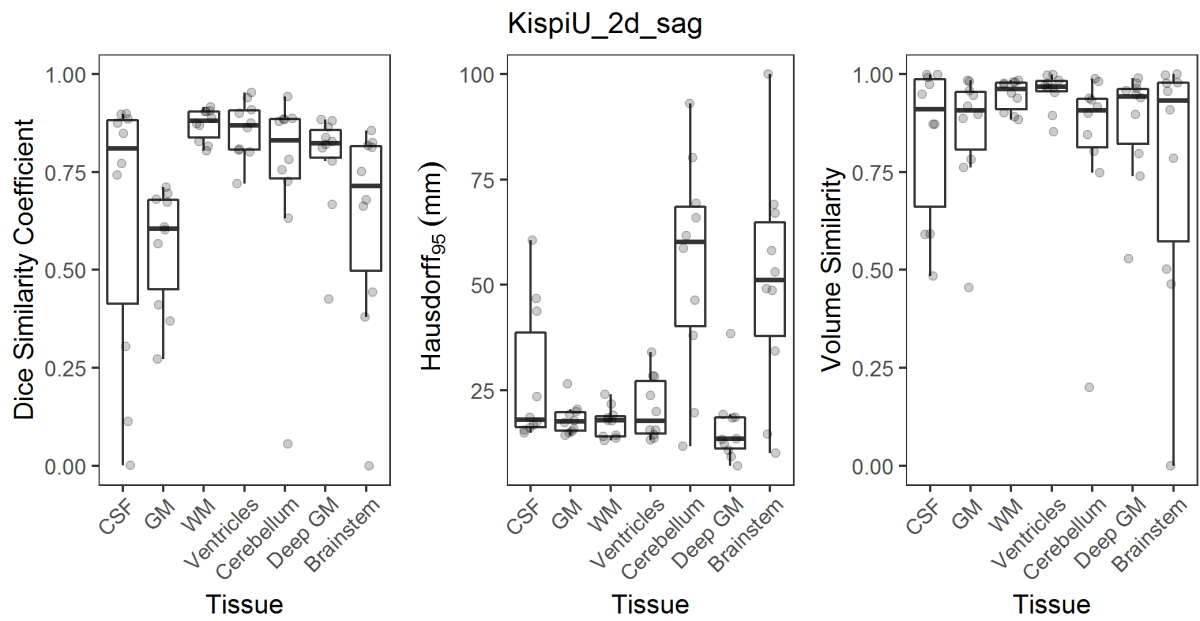 KispiU_2d_sag
Dice Similarity Coefficient
1.00
0.75
0.50
0.25
0.00
CSF
GM
WM
Ventricles
Cerebellum
Deep GM
Brainstem
Tissue
Hausdorff95 (mm)
100
75
50
25
CSF
GM
WM
Ventricles
Cerebellum
Deep GM
Brainstem
Tissue
Volume Similarity
1.00
0.75
0.50
0.25
0.00
CSF
GM
WM
Ventricles
Cerebellum
Deep GM
Brainstem
Tissue